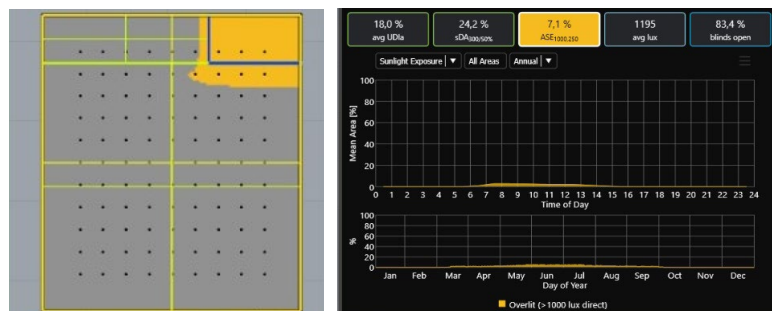 18,0 % 24,2 % 7,1 % 1195 83,4 %
avg UDIa sDA300/50% ASE1000,250 avg lux blinds open
Sunlight Exposure | ▼ All Areas Annual | ▼
Mean Area [%]
100
80
60
40
20
0
0 1 2 3 4 5 6 7 8 9 10 11 12 13 14 15 16 17 18 19 20 21 22 23 24
Time of Day
%
100
80
60
40
20
0
Jan Feb Mar Apr May Jun Jul Aug Sep Oct Nov Dec
Day of Year
Overlit (>1000 lux direct)